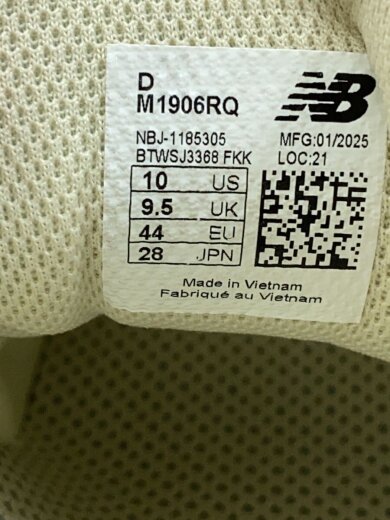 D
M1906RQ
NB
NBJ-1185305 MFG:01/2025
BTWSJ3368 FKK LOC:21
10 US
9.5 UK
44 EU
28 JPN
Made in Vietnam
Fabriqué au Vietnam